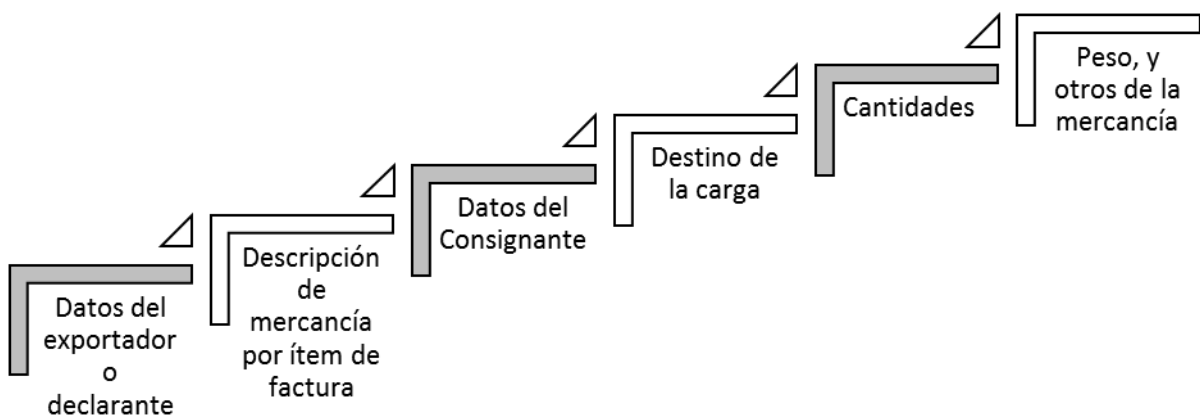 Datos del
exportador
o
declarante
Descripción
de
mercancía
por ítem de
factura
Datos del
Consignante
Destino de
la carga
Cantidades
Peso, y
otros de la
mercancía